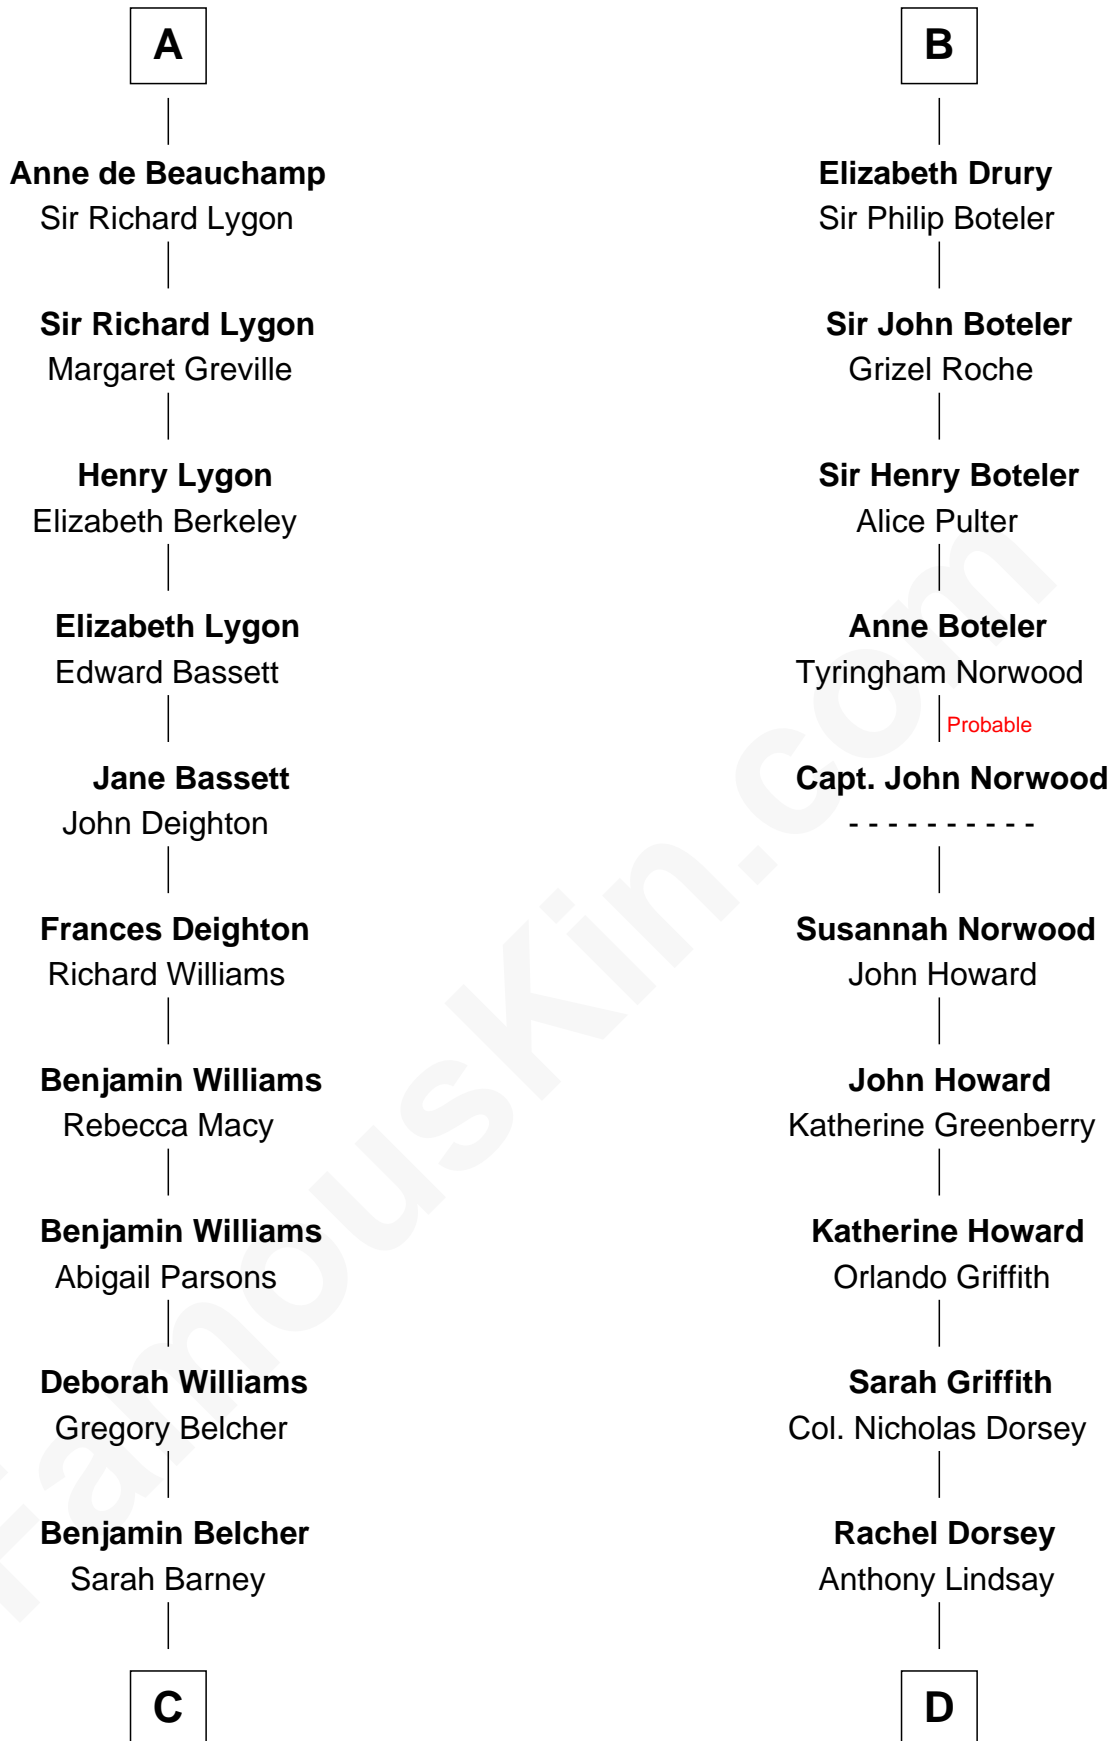 A
Anne de Beauchamp
Sir Richard Lygon
Sir Richard Lygon
Margaret Greville
Henry Lygon
Elizabeth Berkeley
Elizabeth Lygon
Edward Bassett
Jane Bassett
John Deighton
Frances Deighton
Richard Williams
Benjamin Williams
Rebecca Macy
Benjamin Williams
Abigail Parsons
Deborah Williams
Gregory Belcher
Benjamin Belcher
Sarah Barney
C
B
Elizabeth Drury
Sir Philip Boteler
Sir John Boteler
Grizel Roche
Sir Henry Boteler
Alice Pulter
Anne Boteler
Tyringham Norwood
Probable
Capt. John Norwood
- - - - - - - - - -
Susannah Norwood
John Howard
John Howard
Katherine Greenberry
Katherine Howard
Orlando Griffith
Sarah Griffith
Col. Nicholas Dorsey
Rachel Dorsey
Anthony Lindsay
D
FamousKin.com